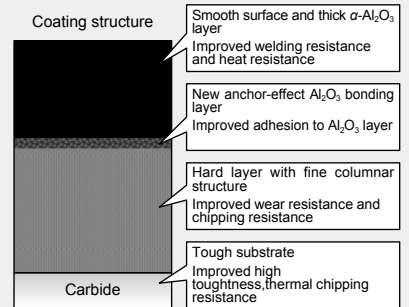 Coating structure
Smooth surface and thick α-Al₂O₃
layer
Improved welding resistance
and heat resistance
New anchor-effect Al₂O₃ bonding
layer
Improved adhesion to Al₂O₃ layer
Hard layer with fine columnar
structure
Improved wear resistance and
chipping resistance
Tough substrate
Improved high
toughtness,thermal chipping
resistance
Carbide